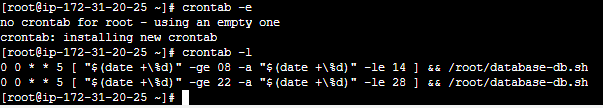 [root@ip-172-31-20-25 ~]# crontab -e
no crontab for root - using an empty one
crontab: installing new crontab
[root@ip-172-31-20-25 ~]# crontab -l
0 0 * * 5 [ "$(date +\%d)" -ge 08 -a "$(date +\%d)" -le 14 ] && /root/database-db.sh
0 0 * * 5 [ "$(date +\%d)" -ge 22 -a "$(date +\%d)" -le 28 ] && /root/database-db.sh
[root@ip-172-31-20-25 ~]#